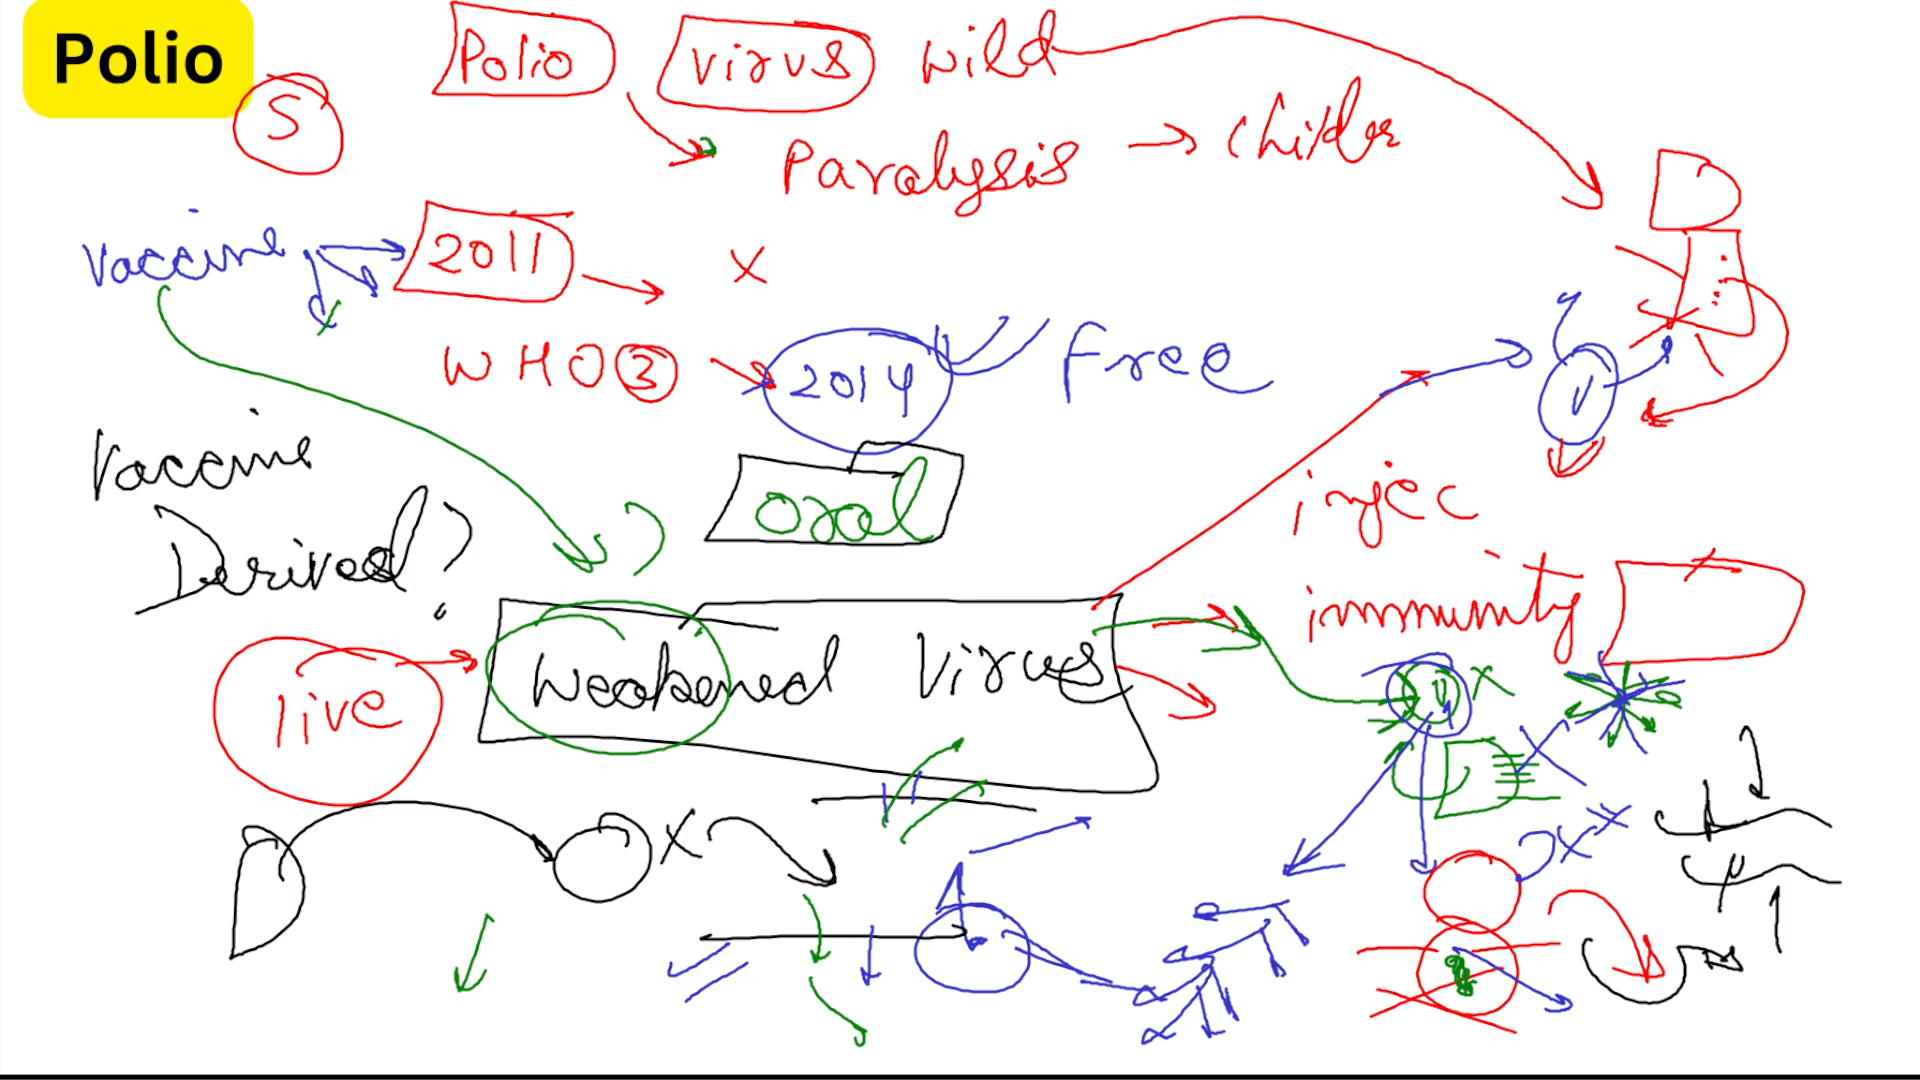 Polio
S
Polio virus wild
Paralysis → childr
D
vaccine → 2011 → x
WHO 3 → 2014 free
v
oral
injec
Vaccine
Derived?
immunity
live → Weakened Virus
v x
D
x